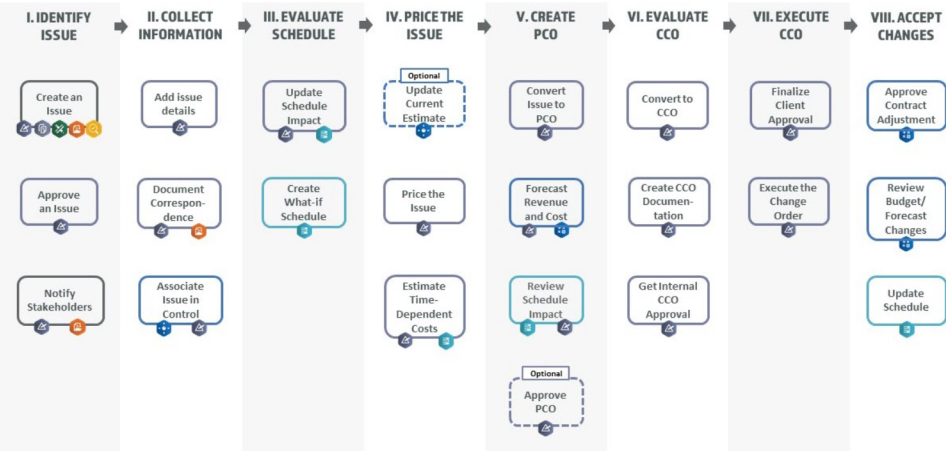 I. IDENTIFY
ISSUE
II. COLLECT
INFORMATION
III. EVALUATE
SCHEDULE
IV. PRICE THE
ISSUE
V. CREATE
PCO
VI. EVALUATE
CCO
VII. EXECUTE
CCO
VIII. ACCEPT
CHANGES
Create an
Issue
Approve
an Issue
Notify
Stakeholders
Add issue
details
Document
Correspon-
dence
Associate
Issue in
Control
Update
Schedule
Impact
Create
What-if
Schedule
Optional
Update
Current
Estimate
Price the
Issue
Estimate
Time-
Dependent
Costs
Convert
Issue to
PCO
Forecast
Revenue
and Cost
Review
Schedule
Impact
Optional
Approve
PCO
Convert to
CCO
Create CCO
Documen-
tation
Get Internal
CCO
Approval
Finalize
Client
Approval
Execute the
Change
Order
Approve
Contract
Adjustment
Review
Budget/
Forecast
Changes
Update
Schedule